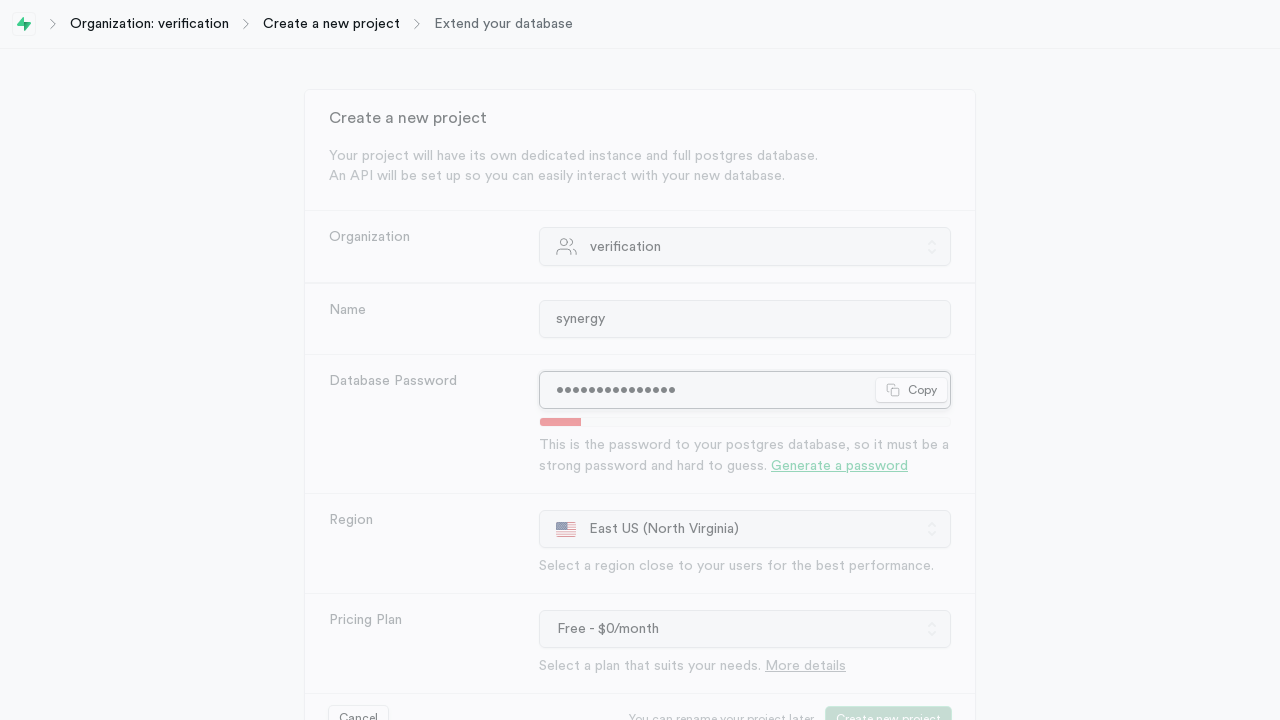 Organization: verification Create a new project Extend your database
Create a new project
Your project will have its own dedicated instance and full postgres database.
An API will be set up so you can easily interact with your new database.
Organization
verification
Name
synergy
Database Password
••••••••••••••• Copy
This is the password to your postgres database, so it must be a
strong password and hard to guess. Generate a password
Region
East US (North Virginia)
Select a region close to your users for the best performance.
Pricing Plan
Free - $0/month
Select a plan that suits your needs. More details
Cancel You can rename your project later Create new project